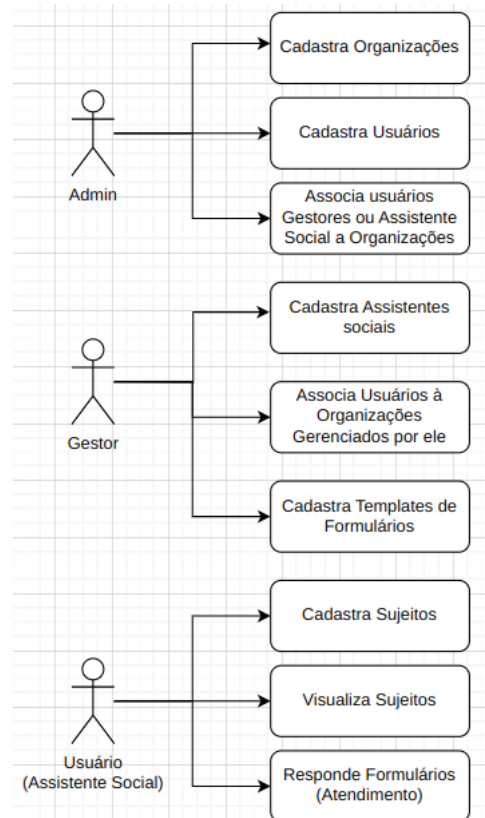 Cadastra Organizações
Cadastra Usuários
Admin
Associa usuários
Gestores ou Assistente
Social a Organizações
Cadastra Assistentes
sociais
Associa Usuários à
Organizações
Gerenciados por ele
Gestor
Cadastra Templates de
Formulários
Cadastra Sujeitos
Visualiza Sujeitos
Usuário
(Assistente Social)
Responde Formulários
(Atendimento)